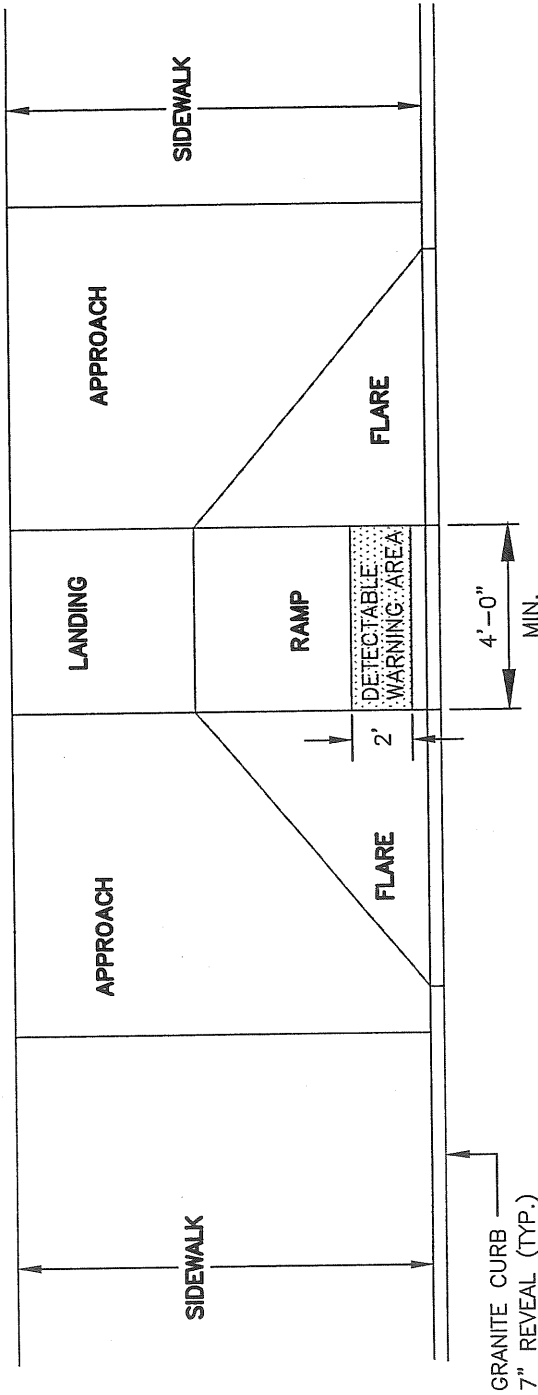 SIDEWALK
APPROACH
LANDING
APPROACH
SIDEWALK
FLARE
RAMP
FLARE
DETECTABLE
WARNING AREA
2'
4'-0"
MIN.
GRANITE CURB
7" REVEAL (TYP.)